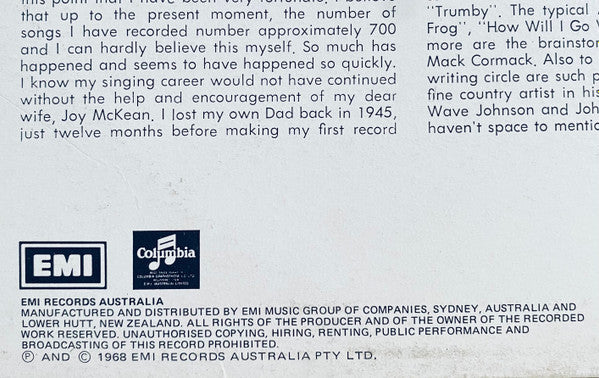 this point that I have been very fortunate. I believe
that up to the present moment, the number of
songs I have recorded number approximately 700
and I can hardly believe this myself. So much has
happened and seems to have happened so quickly.
I know my singing career would not have continued
without the help and encouragement of my dear
wife, Joy McKean. I lost my own Dad back in 1945,
just twelve months before making my first record
"Trumby". The typical
Frog", "How Will I Go
more are the brainstor
Mack Cormack. Also to
writing circle are such p
fine country artist in his
Wave Johnson and Joh
haven't space to mentic
EMI
Columbia
EMI RECORDS AUSTRALIA
MANUFACTURED AND DISTRIBUTED BY EMI MUSIC GROUP OF COMPANIES, SYDNEY, AUSTRALIA AND
LOWER HUTT, NEW ZEALAND. ALL RIGHTS OF THE PRODUCER AND OF THE OWNER OF THE RECORDED
WORK RESERVED. UNAUTHORISED COPYING, HIRING, RENTING, PUBLIC PERFORMANCE AND
BROADCASTING OF THIS RECORD PROHIBITED.
Ⓟ AND © 1968 EMI RECORDS AUSTRALIA PTY LTD.